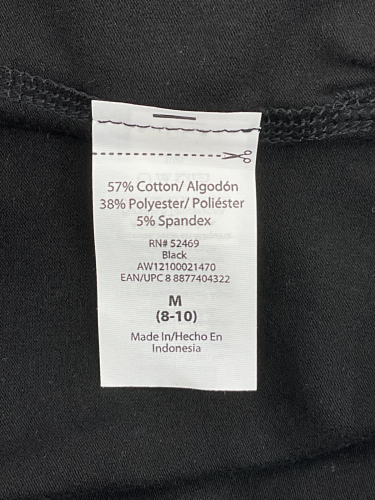 57% Cotton/ Algodón
38% Polyester/ Poliéster
5% Spandex
RN# 52469
Black
AW12100021470
EAN/UPC 8 8877404322
M
(8-10)
Made In/Hecho En
Indonesia